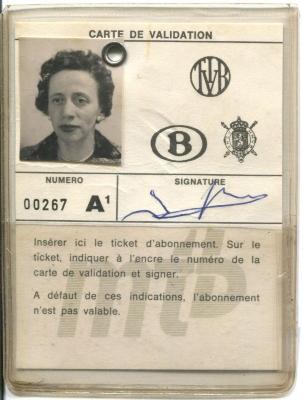 CARTE DE VALIDATION
B
NUMERO
SIGNATURE
00267 A¹
Insérer ici le ticket d'abonnement. Sur le
ticket, indiquer à l'encre le numéro de la
carte de validation et signer.
A défaut de ces indications, l'abonnement
n'est pas valable.